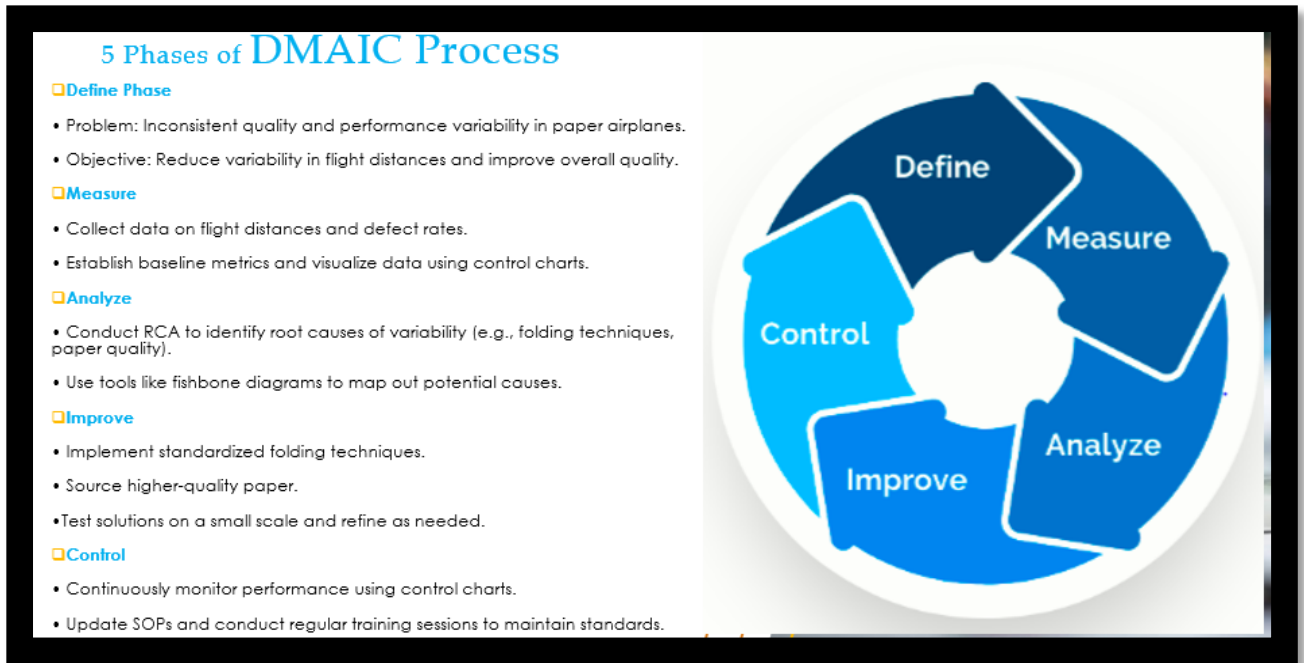 5 Phases of DMAIC Process
❑Define Phase
• Problem: Inconsistent quality and performance variability in paper airplanes.
• Objective: Reduce variability in flight distances and improve overall quality.
❑Measure
• Collect data on flight distances and defect rates.
• Establish baseline metrics and visualize data using control charts.
❑Analyze
• Conduct RCA to identify root causes of variability (e.g., folding techniques,
paper quality).
• Use tools like fishbone diagrams to map out potential causes.
❑Improve
• Implement standardized folding techniques.
• Source higher-quality paper.
•Test solutions on a small scale and refine as needed.
❑Control
• Continuously monitor performance using control charts.
• Update SOPs and conduct regular training sessions to maintain standards.
Define
Measure
Analyze
Improve
Control